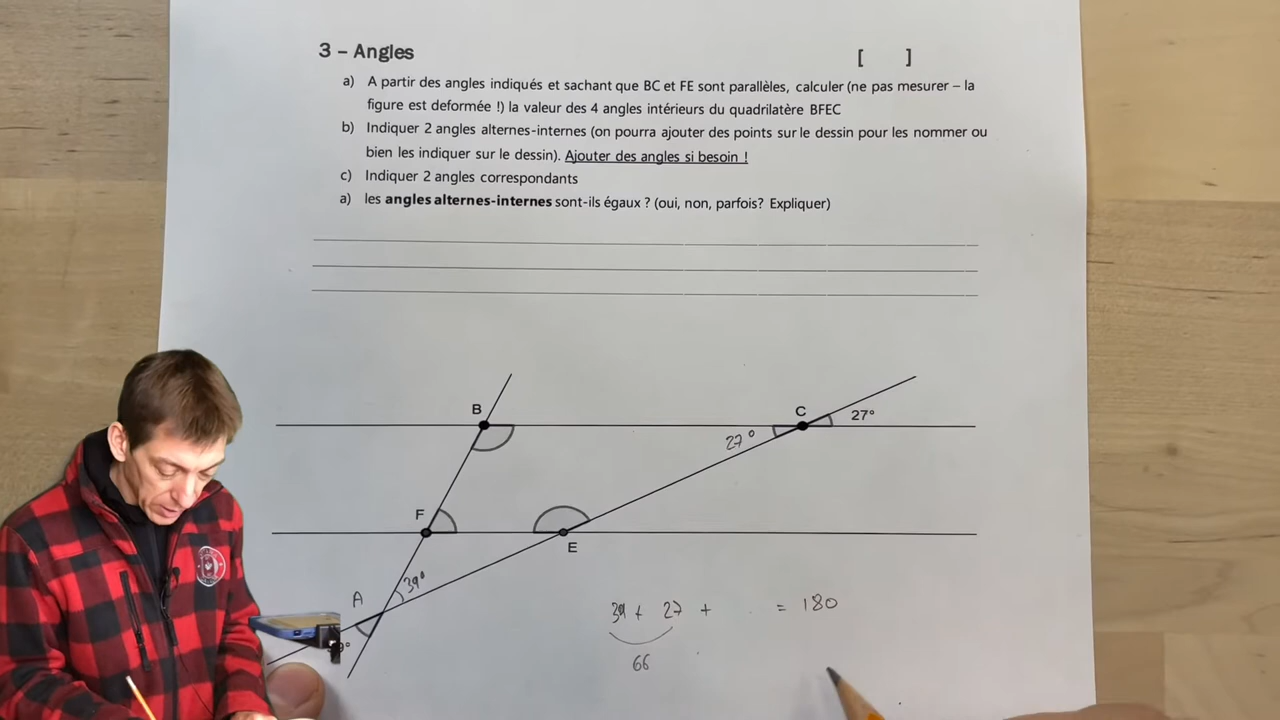 3 – Angles [ ]
a) A partir des angles indiqués et sachant que BC et FE sont parallèles, calculer (ne pas mesurer – la
figure est deformée !) la valeur des 4 angles intérieurs du quadrilatère BFEC
b) Indiquer 2 angles alternes-internes (on pourra ajouter des points sur le dessin pour les nommer ou
bien les indiquer sur le dessin). Ajouter des angles si besoin !
c) Indiquer 2 angles correspondants
a) les angles alternes-internes sont-ils égaux ? (oui, non, parfois? Expliquer)
B
C
27°
27°
F
E
39°
A
39 + 27 + = 180
66